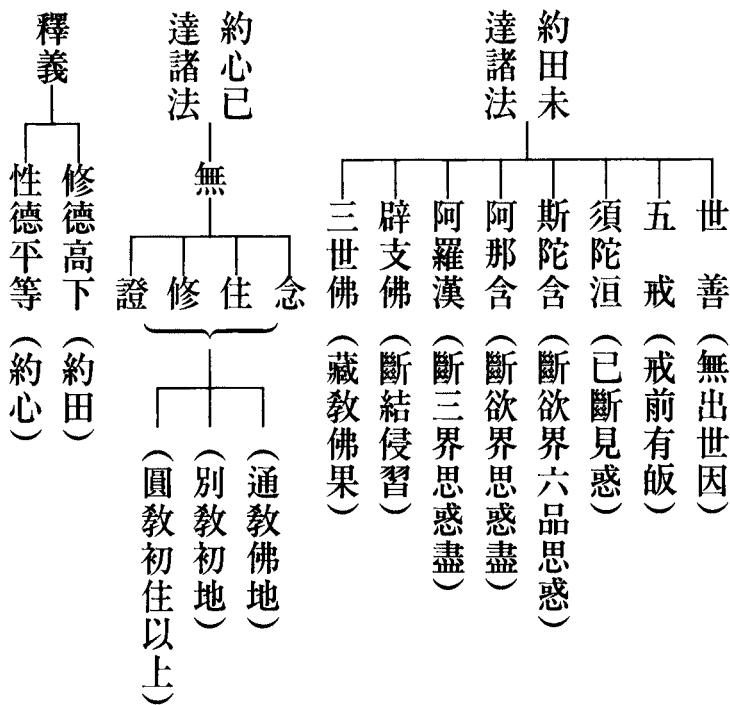 約田未
達諸法
世善（無出世因）
五戒（戒前有皈）
須陀洹（已斷見惑）
斯陀含（斷欲界六品思惑）
阿那含（斷欲界思惑盡）
阿羅漢（斷三界思惑盡）
辟支佛（斷結侵習）
三世佛（藏教佛果）
約心已
達諸法
無
念
住
修
證
（通教佛地）
（別教初地）
（圓教初住以上）
釋義
修德高下（約田）
性德平等（約心）